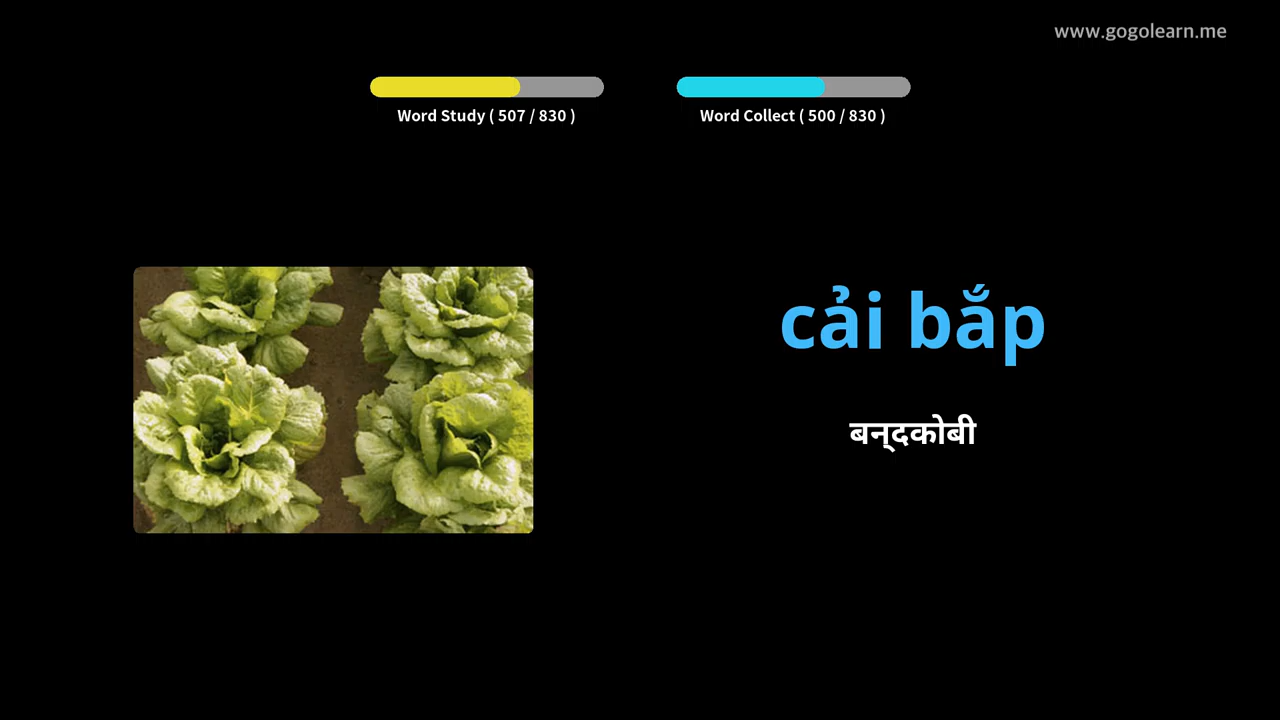 www.gogolearn.me
Word Study ( 507 / 830 )
Word Collect ( 500 / 830 )
cải bắp
बन्दकोबी